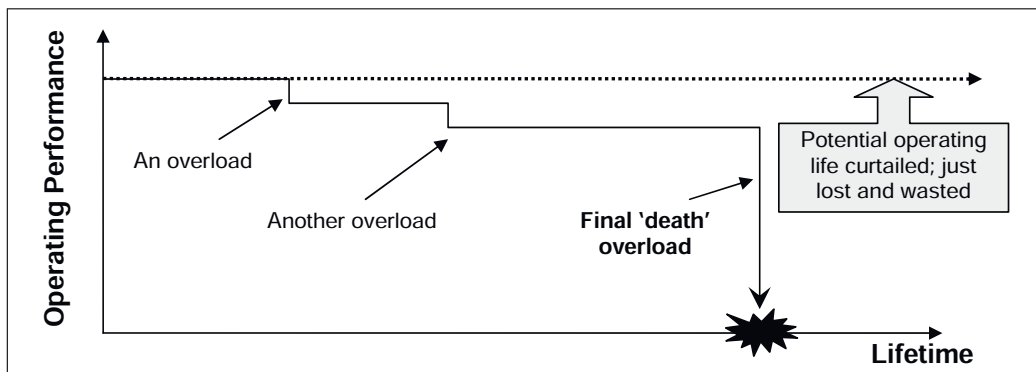 Operating Performance
An overload
Another overload
Final ‘death’
overload
Potential operating
life curtailed; just
lost and wasted
Lifetime